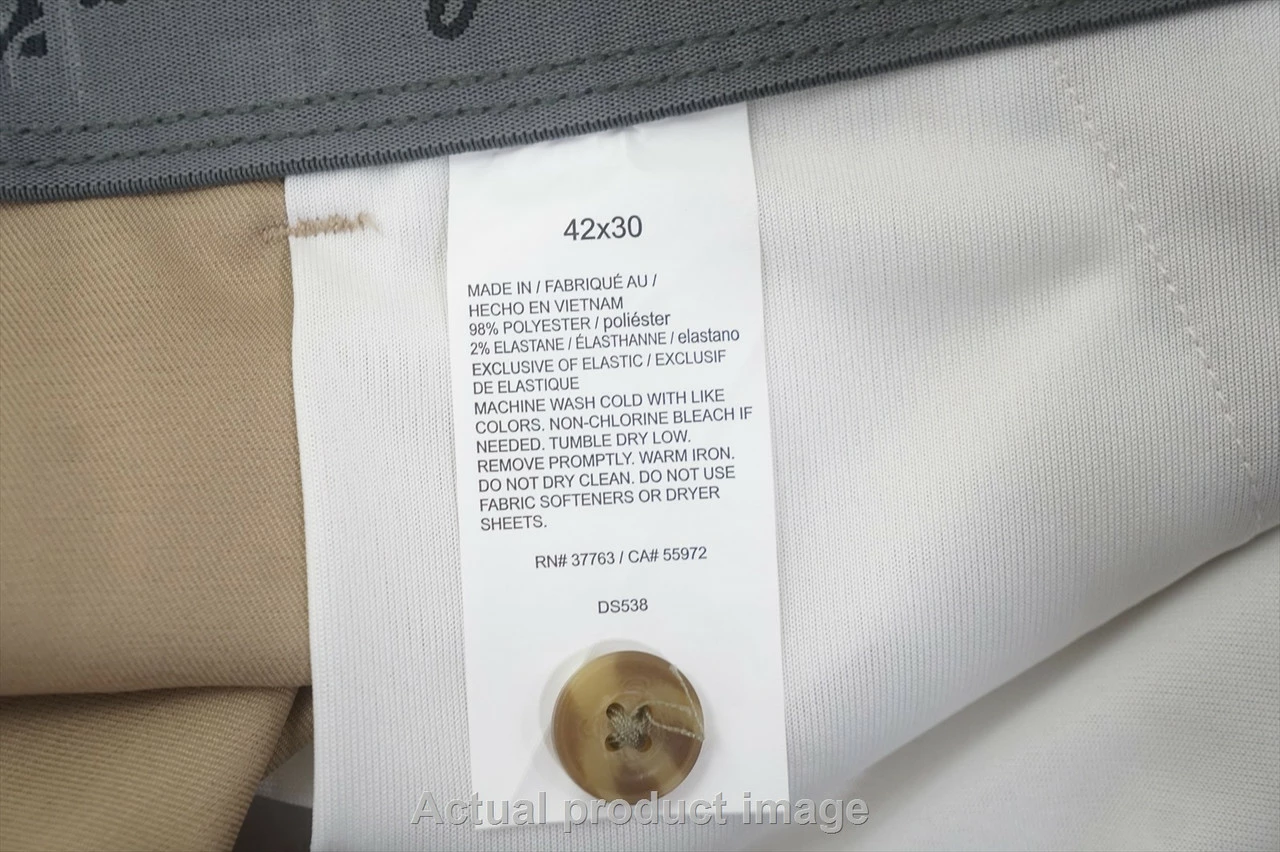 42x30
MADE IN / FABRIQUÉ AU /
HECHO EN VIETNAM
98% POLYESTER / poliéster
2% ELASTANE / ÉLASTHANNE / elastano
EXCLUSIVE OF ELASTIC / EXCLUSIF
DE ELASTIQUE
MACHINE WASH COLD WITH LIKE
COLORS. NON-CHLORINE BLEACH IF
NEEDED. TUMBLE DRY LOW.
REMOVE PROMPTLY. WARM IRON.
DO NOT DRY CLEAN. DO NOT USE
FABRIC SOFTENERS OR DRYER
SHEETS.
RN# 37763 / CA# 55972
DS538
Actual product image